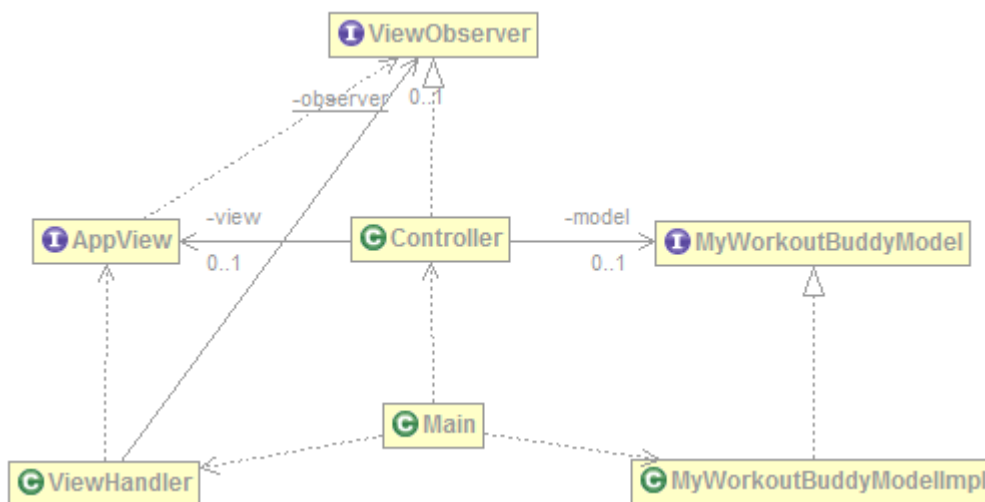 I ViewObserver
-observer
0..1
I AppView
-view
0..1
C Controller
-model
0..1
I MyWorkoutBuddyModel
C Main
C ViewHandler
C MyWorkoutBuddyModelImpl